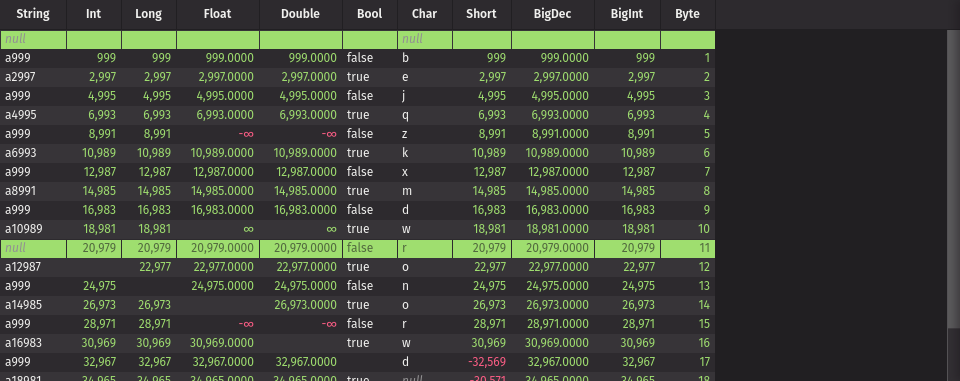 String Int Long Float Double Bool Char Short BigDec BigInt Byte
null null
a999 999 999 999.0000 999.0000 false b 999 999.0000 999 1
a2997 2,997 2,997 2,997.0000 2,997.0000 true e 2,997 2,997.0000 2,997 2
a999 4,995 4,995 4,995.0000 4,995.0000 false j 4,995 4,995.0000 4,995 3
a4995 6,993 6,993 6,993.0000 6,993.0000 true q 6,993 6,993.0000 6,993 4
a999 8,991 8,991 -∞ -∞ false z 8,991 8,991.0000 8,991 5
a6993 10,989 10,989 10,989.0000 10,989.0000 true k 10,989 10,989.0000 10,989 6
a999 12,987 12,987 12,987.0000 12,987.0000 false x 12,987 12,987.0000 12,987 7
a8991 14,985 14,985 14,985.0000 14,985.0000 true m 14,985 14,985.0000 14,985 8
a999 16,983 16,983 16,983.0000 16,983.0000 false d 16,983 16,983.0000 16,983 9
a10989 18,981 18,981 ∞ ∞ true w 18,981 18,981.0000 18,981 10
null 20,979 20,979 20,979.0000 20,979.0000 false r 20,979 20,979.0000 20,979 11
a12987 22,977 22,977.0000 22,977.0000 true o 22,977 22,977.0000 22,977 12
a999 24,975 24,975.0000 24,975.0000 false n 24,975 24,975.0000 24,975 13
a14985 26,973 26,973 26,973.0000 true o 26,973 26,973.0000 26,973 14
a999 28,971 28,971 -∞ -∞ false r 28,971 28,971.0000 28,971 15
a16983 30,969 30,969 30,969.0000 true w 30,969 30,969.0000 30,969 16
a999 32,967 32,967 32,967.0000 32,967.0000 d -32,569 32,967.0000 32,967 17
a18981 34,965 34,965 34,965.0000 34,965.0000 true null -30,571 34,965.0000 34,965 18